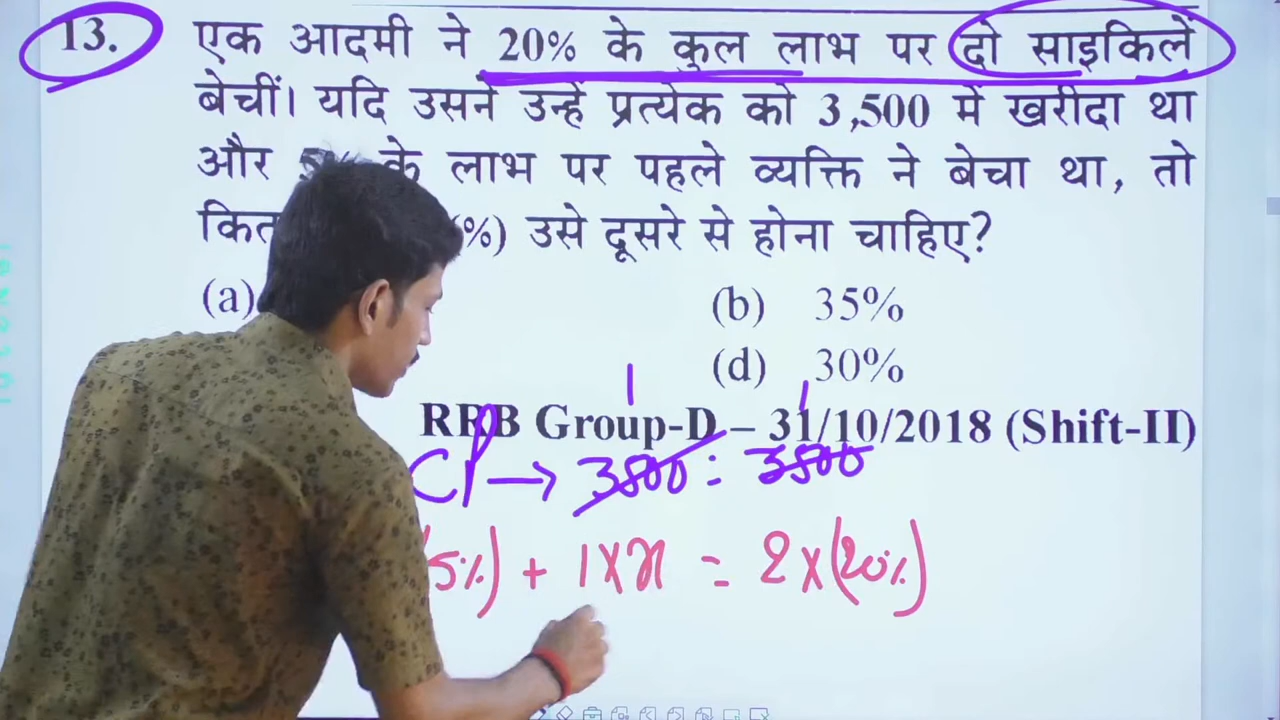 13. एक आदमी ने 20% के कुल लाभ पर दो साइकिलें
बेचीं। यदि उसने उन्हें प्रत्येक को 3,500 में खरीदा था
और के लाभ पर पहले व्यक्ति ने बेचा था, तो
(%) उसे दूसरे से होना चाहिए?
(a) (b) 35%
(d) 30%
RRB Group-D – 31/10/2018 (Shift-II)
1 1
CP → 3500 : 3500
(5%) + 1×x = 2×(20%)